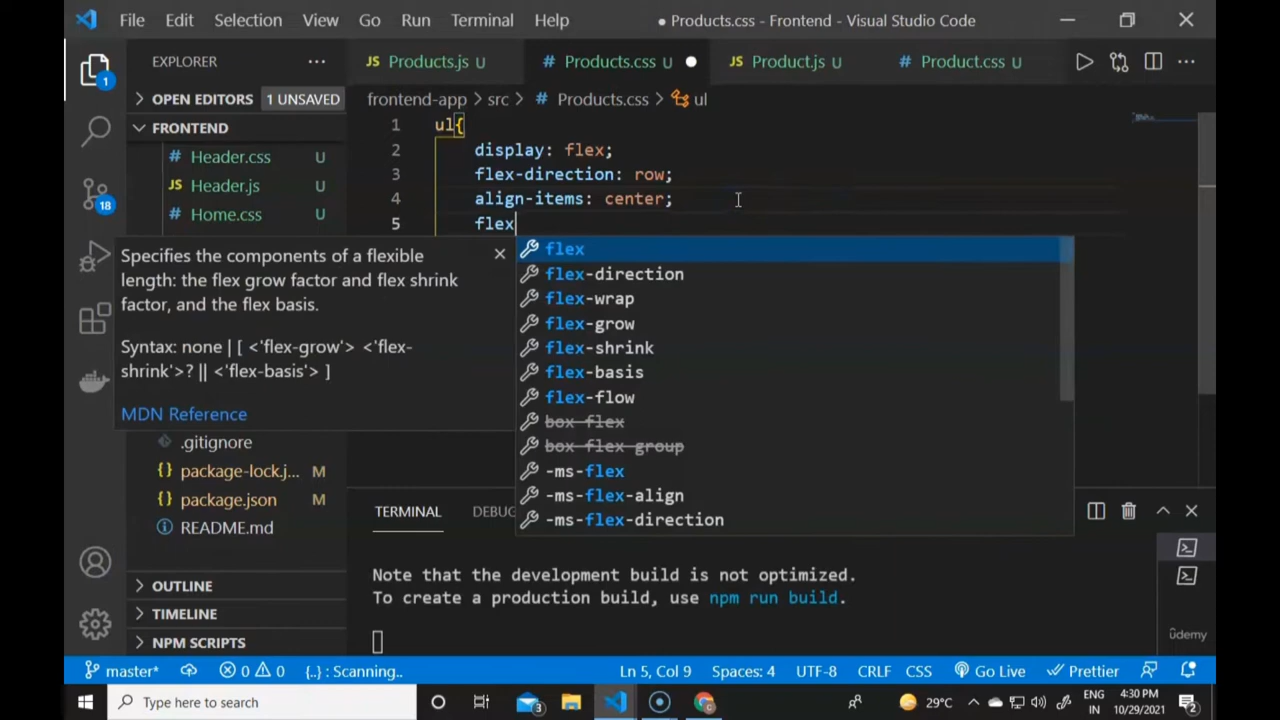 File Edit Selection View Go Run Terminal Help ● Products.css - Frontend - Visual Studio Code
EXPLORER ··· JS Products.js U # Products.css U ● JS Product.js U # Product.css U ···
1
OPEN EDITORS 1 UNSAVED
frontend-app > src > # Products.css > ul
FRONTEND
# Header.css U
JS Header.js U
# Home.css U
18
1 ul{
2 display: flex;
3 flex-direction: row;
4 align-items: center;
5 flex
Specifies the components of a flexible
length: the flex grow factor and flex shrink
factor, and the flex basis.
Syntax: none | [ <'flex-grow'> <'flex-
shrink'>? || <'flex-basis'> ]
MDN Reference
flex
flex-direction
flex-wrap
flex-grow
flex-shrink
flex-basis
flex-flow
box-flex
box-flex-group
-ms-flex
-ms-flex-align
-ms-flex-direction
.gitignore
{} package-lock.j... M
{} package.json M
README.md
OUTLINE
TIMELINE
NPM SCRIPTS
TERMINAL DEBUG
Note that the development build is not optimized.
To create a production build, use npm run build.
ûdemy
master* 0 0 {..} : Scanning... Ln 5, Col 9 Spaces: 4 UTF-8 CRLF CSS Go Live Prettier
Type here to search 3 29°C ENG IN 4:30 PM 10/29/2021 2